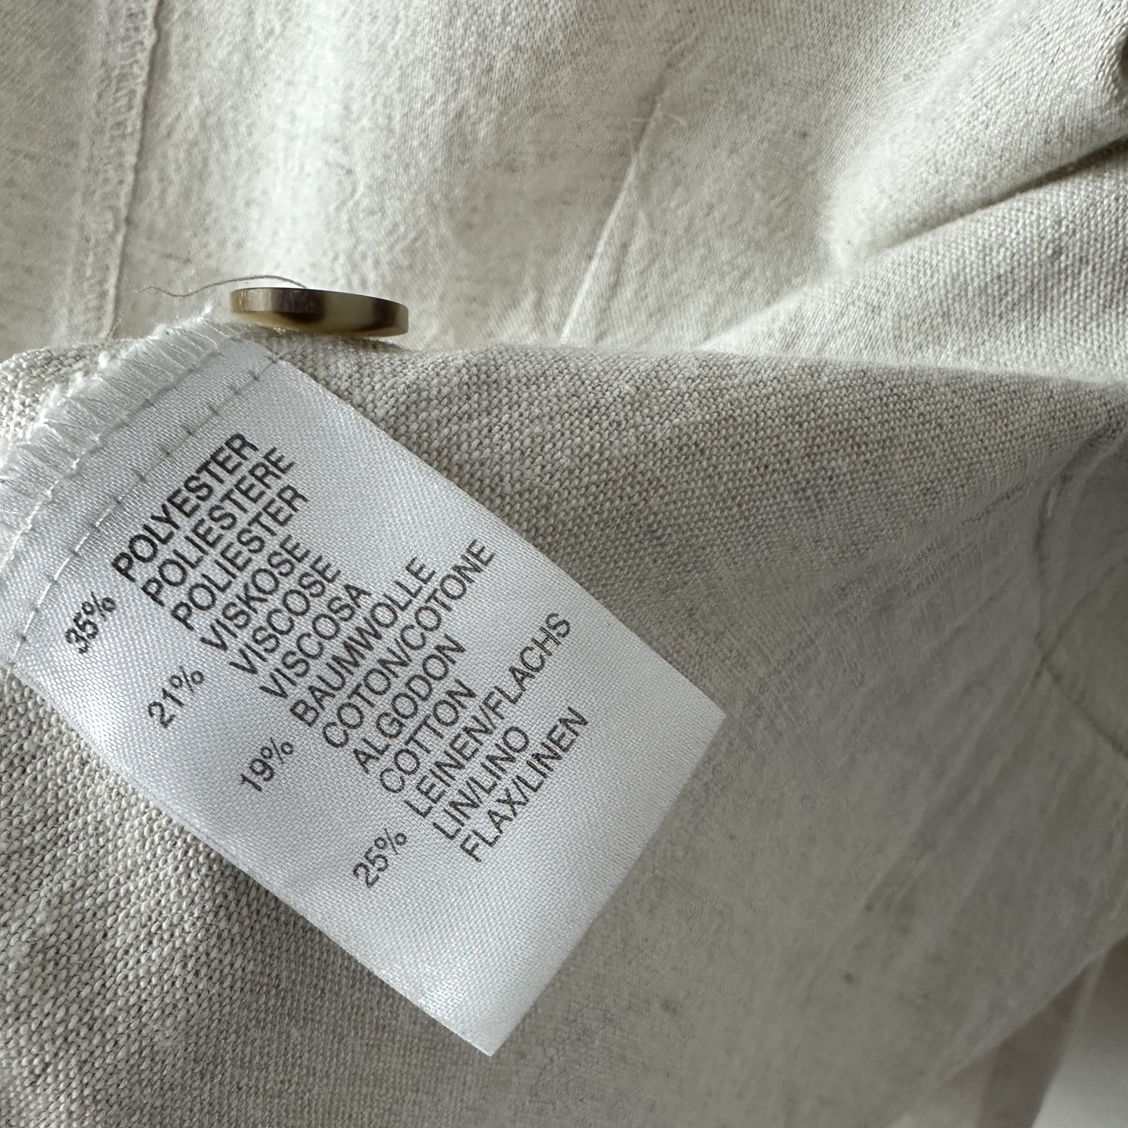 35% POLYESTER
POLIESTERE
POLIESTER
21% VISKOSE
VISCOSE
VISCOSA
19% BAUMWOLLE
COTON/COTONE
ALGODON
COTTON
25% LEINEN/FLACHS
LIN/LINO
FLAX/LINEN